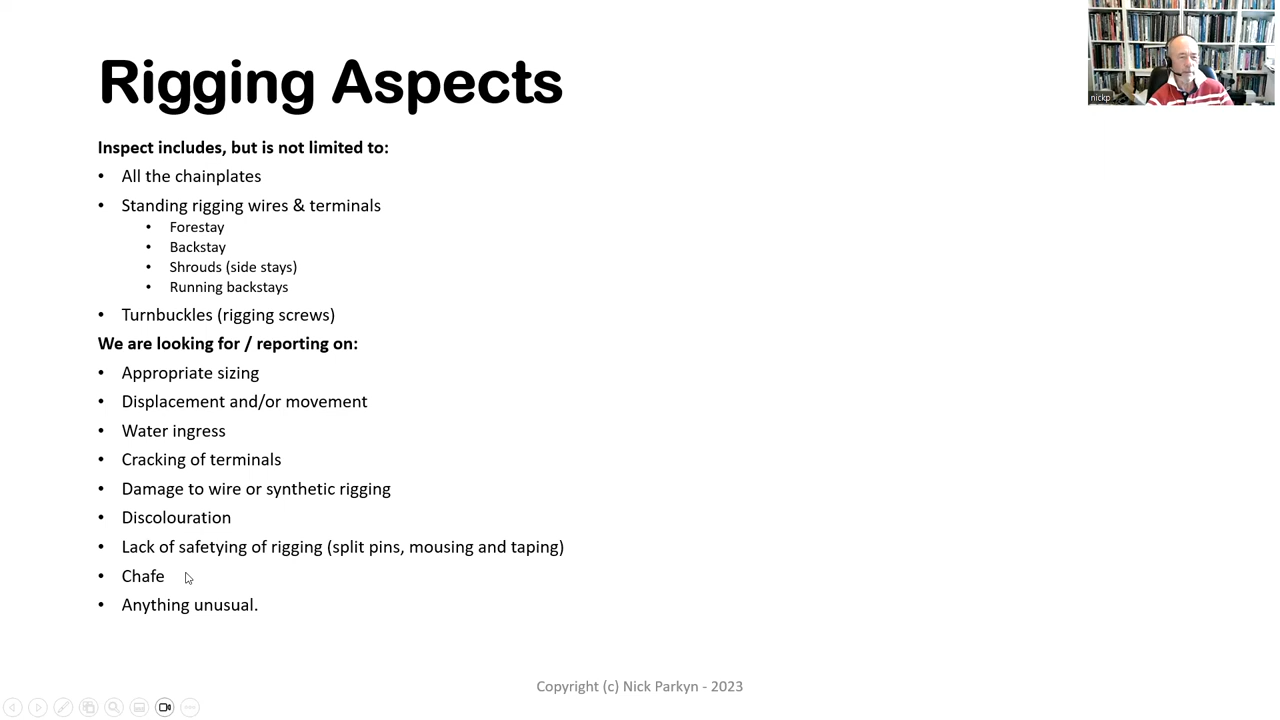 Rigging Aspects
nickp
Inspect includes, but is not limited to:
• All the chainplates
• Standing rigging wires & terminals
• Forestay
• Backstay
• Shrouds (side stays)
• Running backstays
• Turnbuckles (rigging screws)
We are looking for / reporting on:
• Appropriate sizing
• Displacement and/or movement
• Water ingress
• Cracking of terminals
• Damage to wire or synthetic rigging
• Discolouration
• Lack of safetying of rigging (split pins, mousing and taping)
• Chafe
• Anything unusual.
Copyright (c) Nick Parkyn - 2023